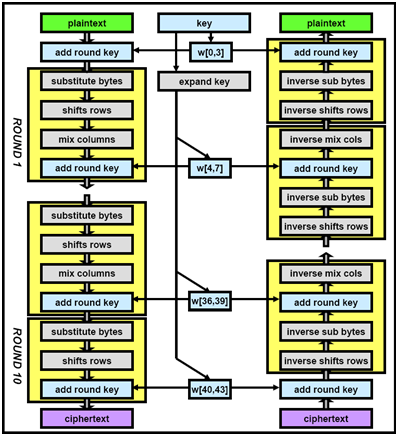 plaintext
key
plaintext
add round key
w[0,3]
add round key
substitute bytes
expand key
inverse sub bytes
shifts rows
inverse shifts rows
mix columns
inverse mix cols
add round key
w[4,7]
add round key
ROUND 1
inverse sub bytes
substitute bytes
inverse shifts rows
shifts rows
mix columns
inverse mix cols
add round key
w[36,39]
add round key
substitute bytes
inverse sub bytes
shifts rows
inverse shifts rows
add round key
w[40,43]
add round key
ROUND 10
ciphertext
ciphertext